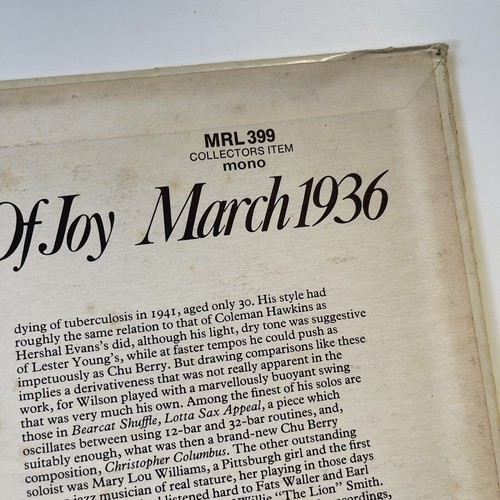 MRL 399
COLLECTORS ITEM
mono
Of Joy March 1936
dying of tuberculosis in 1941, aged only 30. His style had
roughly the same relation to that of Coleman Hawkins as
Hershal Evans's did, although his light, dry tone was suggestive
of Lester Young's, while at faster tempos he could push as
impetuously as Chu Berry. But drawing comparisons like these
implies a derivativeness that was not really apparent in the
work, for Wilson played with a marvellously buoyant swing
that was very much his own. Among the finest of his solos are
those in Bearcat Shuffle, Lotta Sax Appeal, a piece which
oscillates between using 12-bar and 32-bar routines, and,
suitably enough, what was then a brand-new Chu Berry
composition, Christopher Columbus. The other outstanding
soloist was Mary Lou Williams, a Pittsburgh girl and the first
jazz musician of real stature, her playing in those days
listened hard to Fats Waller and Earl
Willie "The Lion" Smith.
recordings,